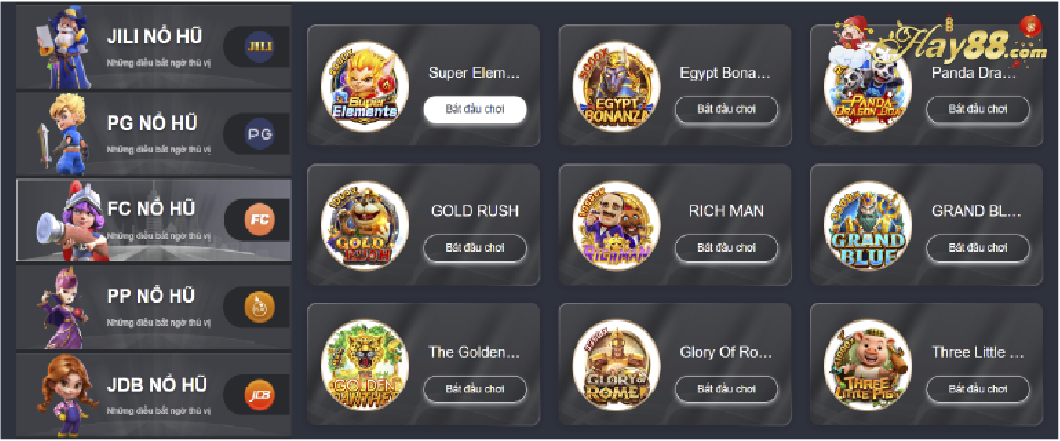 JILI NỔ HŨ
Những điều bất ngờ thú vị
JILI
PG NỔ HŨ
Những điều bất ngờ thú vị
PG
FC NỔ HŨ
Những điều bất ngờ thú vị
FC
PP NỔ HŨ
Những điều bất ngờ thú vị
JDB NỔ HŨ
Những điều bất ngờ thú vị
JDB
Hay88.com
Super Elem...
Bắt đầu chơi
Super
Elements
Egypt Bona...
Bắt đầu chơi
EGYPT
BONANZA
Panda Dra...
Bắt đầu chơi
PANDA
DRAGON BOAT
GOLD RUSH
Bắt đầu chơi
GOLD
RUSH
RICH MAN
Bắt đầu chơi
RICHMAN
GRAND BL...
Bắt đầu chơi
GRAND
BLUE
The Golden...
Bắt đầu chơi
GOLDEN
PANTHER
Glory Of Ro...
Bắt đầu chơi
GLORY OF
ROME
Three Little ...
Bắt đầu chơi
THREE
LITTLE PIGS